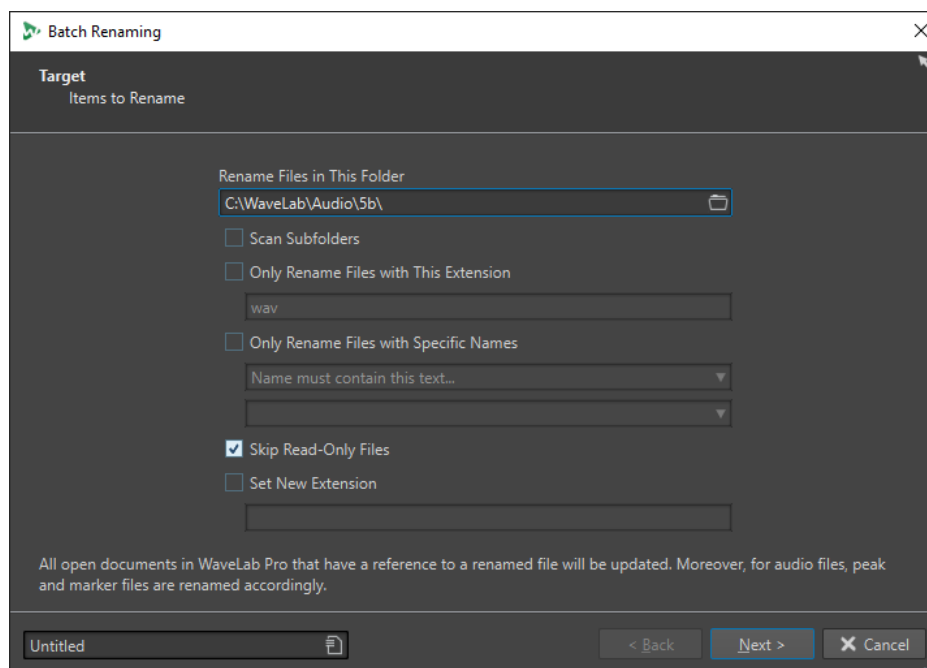 Batch Renaming
Target
Items to Rename
Rename Files in This Folder
C:\WaveLab\Audio\5b\
Scan Subfolders
Only Rename Files with This Extension
wav
Only Rename Files with Specific Names
Name must contain this text...
Skip Read-Only Files
Set New Extension
All open documents in WaveLab Pro that have a reference to a renamed file will be updated. Moreover, for audio files, peak
and marker files are renamed accordingly.
Untitled
< Back
Next >
Cancel